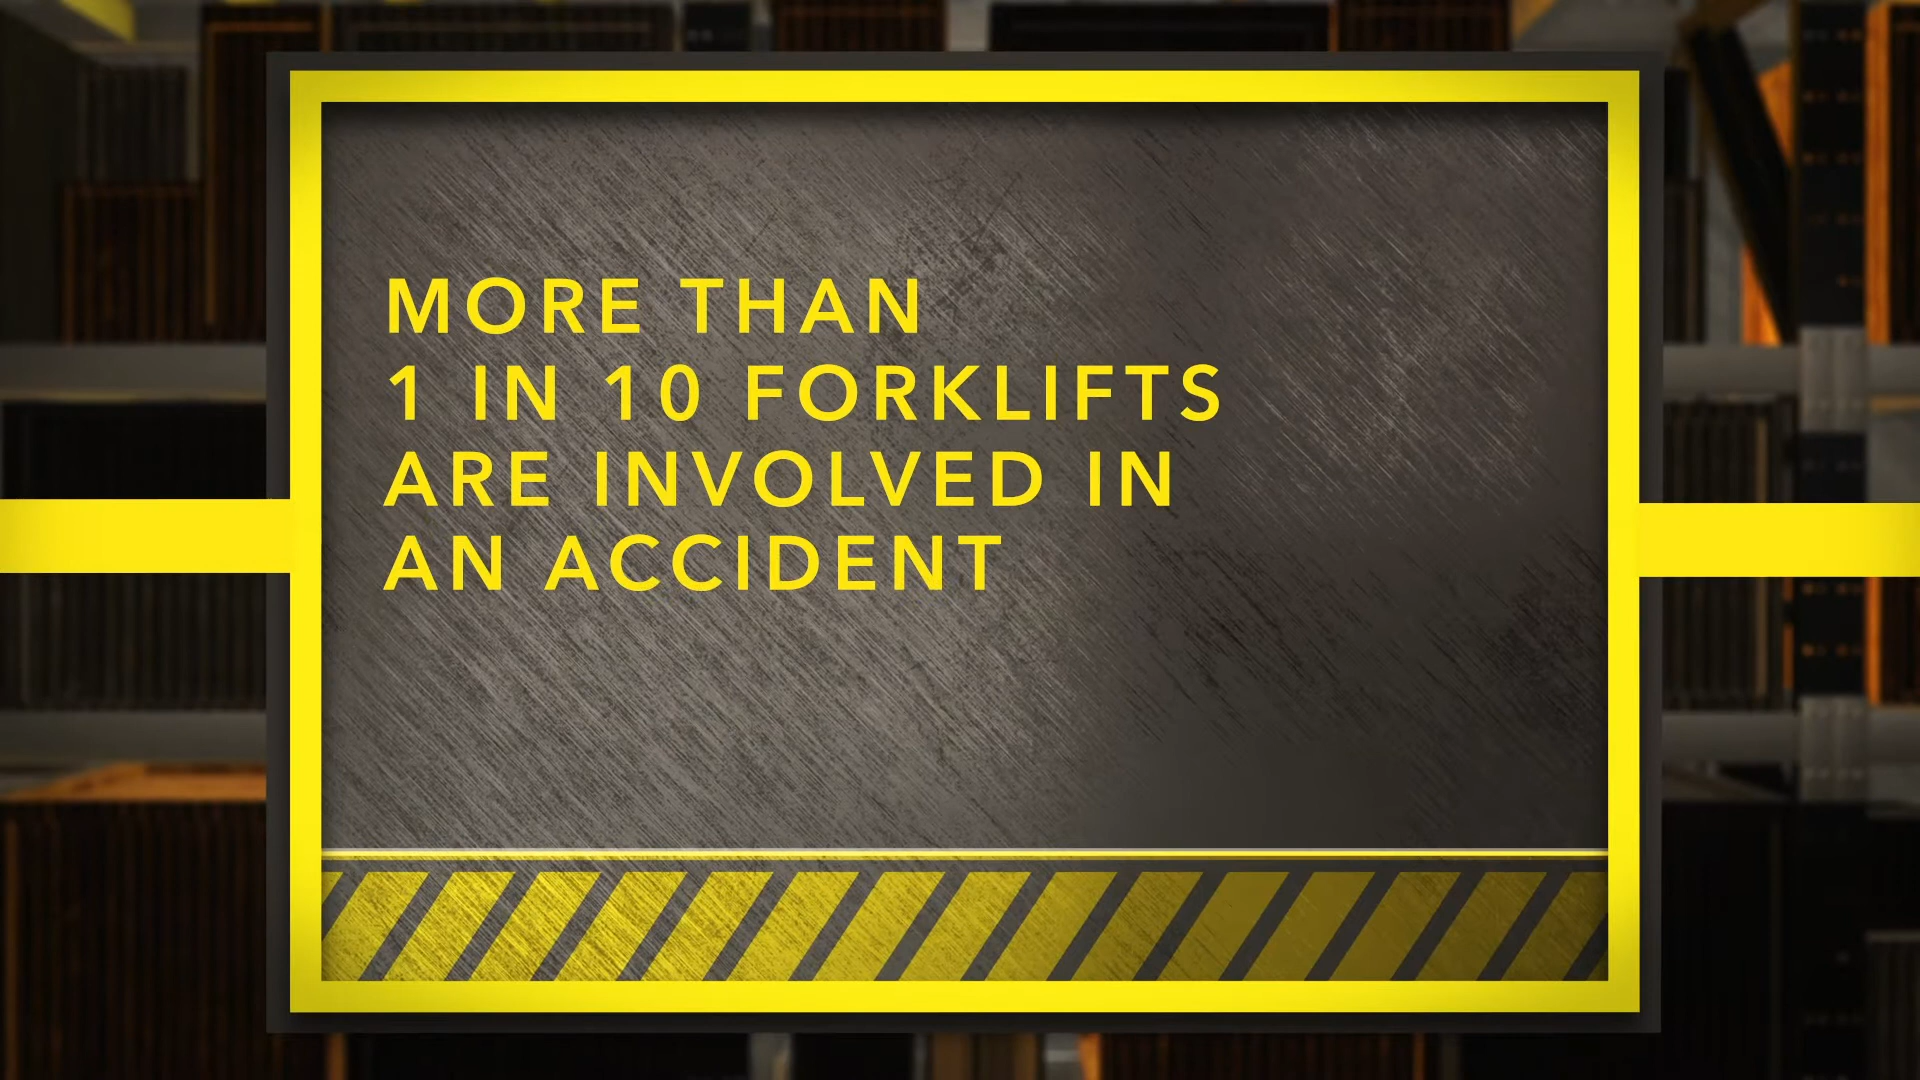 MORE THAN
1 IN 10 FORKLIFTS
ARE INVOLVED IN
AN ACCIDENT